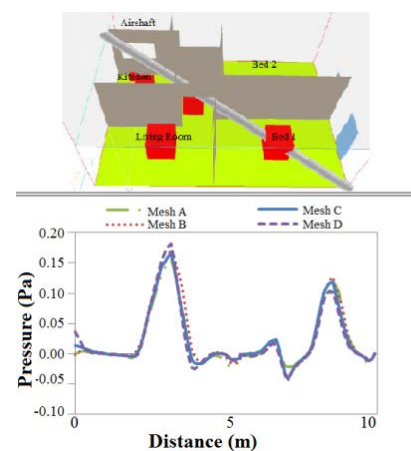 Airshaft
Bed 2
Kitchen
Living Room
Bed 1
Mesh A
Mesh C
Mesh B
Mesh D
Pressure (Pa)
0.20
0.15
0.10
0.05
0.00
-0.05
-0.10
0
5
10
Distance (m)